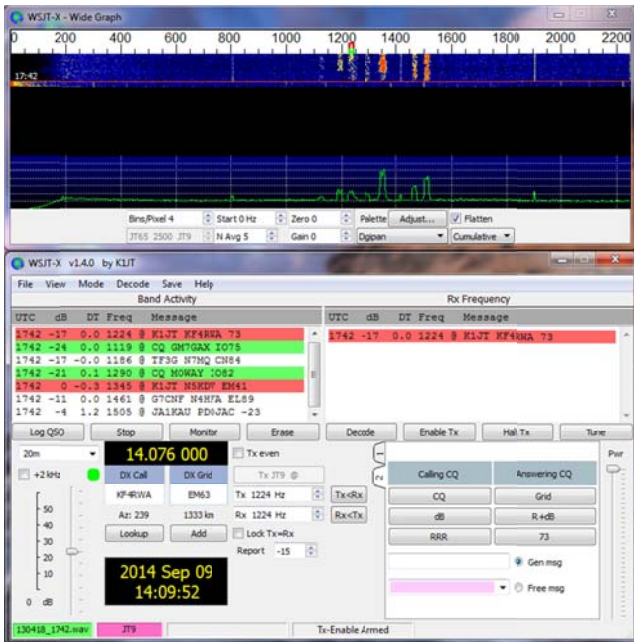 WSJT-X - Wide Graph
0 200 400 600 800 1000 1200 1400 1600 1800 2000 2200
17:42
Bins/Pixel 4 Start 0 Hz Zero 0 Palette Adjust... Flatten
JT65 2500 JT9 N Avg 5 Gain 0 Digipan Cumulative
WSJT-X v1.4.0 by K1JT
File View Mode Decode Save Help
Band Activity Rx Frequency
UTC dB DT Freq Message UTC dB DT Freq Message
1742 -17 0.0 1224 @ K1JT KF4RWA 73 1742 -17 0.0 1224 @ K1JT KF4RWA 73
1742 -24 0.0 1119 @ CQ GM7GAX IO75
1742 -17 -0.0 1186 @ TF3G N7MQ CN84
1742 -21 0.1 1290 @ CQ M0WAY IO82
1742 0 -0.3 1345 @ K1JT N5KDV EM41
1742 -11 0.0 1461 @ G7CNF N4HFA EL89
1742 -4 1.2 1505 @ JA1KAU PD0JAC -23
Log QSO Stop Monitor Erase Decode Enable Tx Halt Tx Tune
20m 14.076 000 Tx even 1 Pwr
+2 kHz DX Call DX Grid Tx JT9 @ 2 Calling CQ Answering CQ
KF4RWA EM63 Tx 1224 Hz Tx<Rx CQ Grid
50 Az: 239 1333 km Rx 1224 Hz Rx<Tx dB R+dB
40 Lookup Add Lock Tx=Rx RRR 73
30 Report -15
20 Gen msg
10 2014 Sep 09 Free msg
0 dB 14:09:52
130418_1742.wav JT9 Tx-Enable Armed